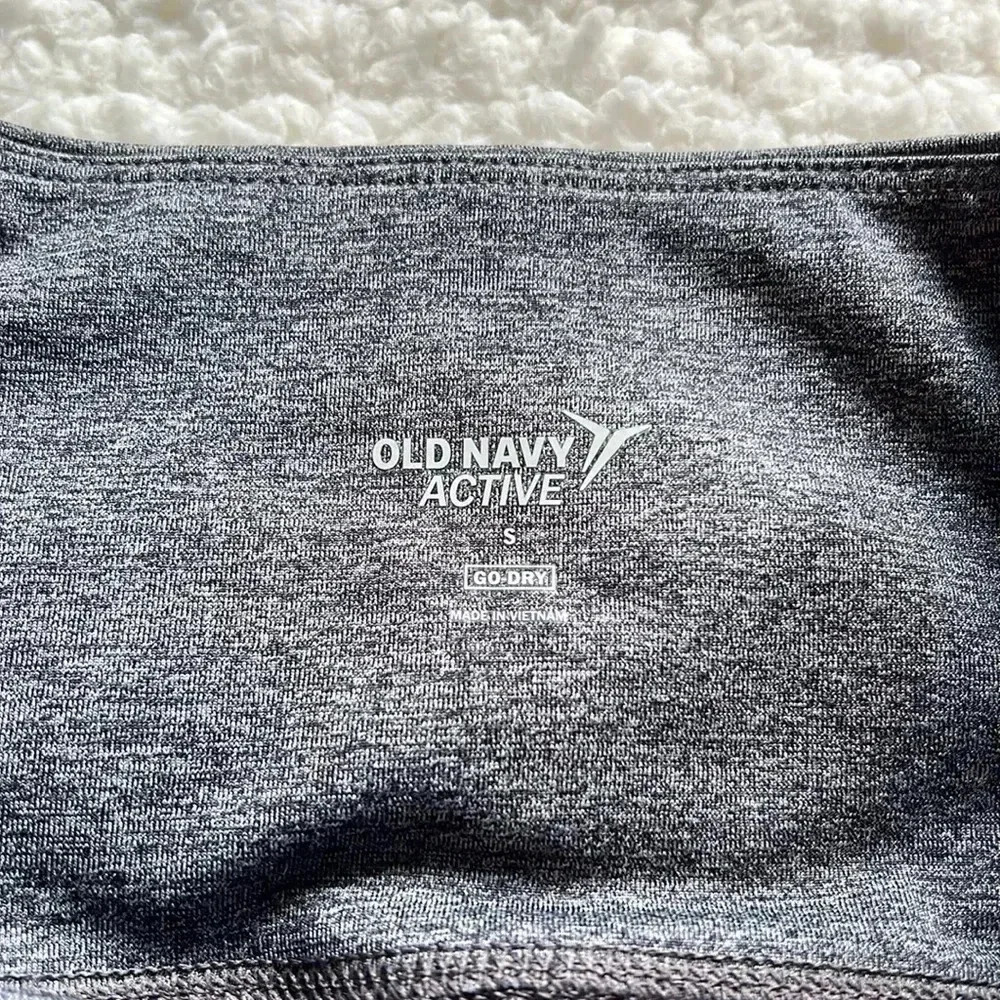 OLD NAVY
ACTIVE
S
GO-DRY
MADE IN VIETNAM